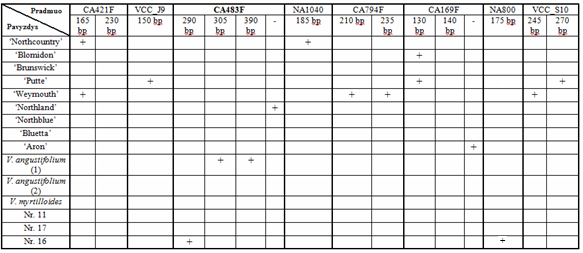 Pradmuo CA421F VCC_J9 CA483F NA1040 CA794F CA169F NA800 VCC_S10
Pavyzdys 165 bp 230 bp 150 bp 290 bp 305 bp 390 bp - 185 bp 210 bp 235 bp 130 bp 140 bp - 175 bp 245 bp 270 bp
'Northcountry' + +
'Blomidon' +
'Brunswick'
'Putte' + + +
'Weymouth' + + + +
'Northland' +
'Northblue'
'Bluetta'
'Aron' +
V. angustifolium (1) + +
V. angustifolium (2)
V. myrtilloides
Nr. 11
Nr. 17
Nr. 16 + +